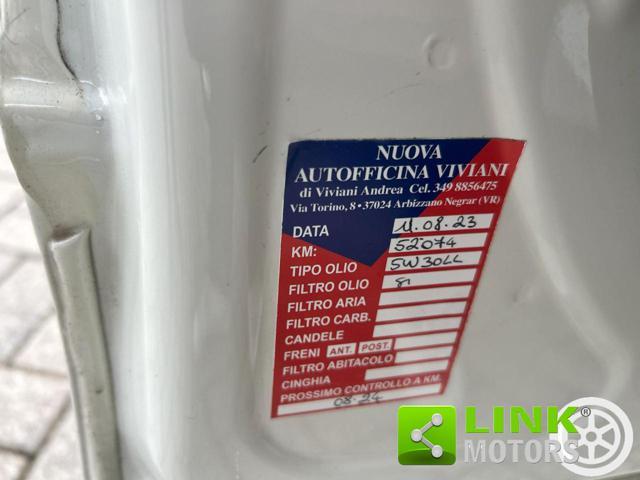 NUOVA
AUTOFFICINA VIVIANI
di Viviani Andrea Cel. 349 8856475
Via Torino, 8 • 37024 Arbizzano Negrar (VR)
DATA 11.08.23
KM: 52074
TIPO OLIO 5W30LL
FILTRO OLIO si
FILTRO ARIA
FILTRO CARB.
CANDELE
FRENI ANT. POST.
FILTRO ABITACOLO
CINGHIA
PROSSIMO CONTROLLO A KM.
08.24
LINK
MOTORS